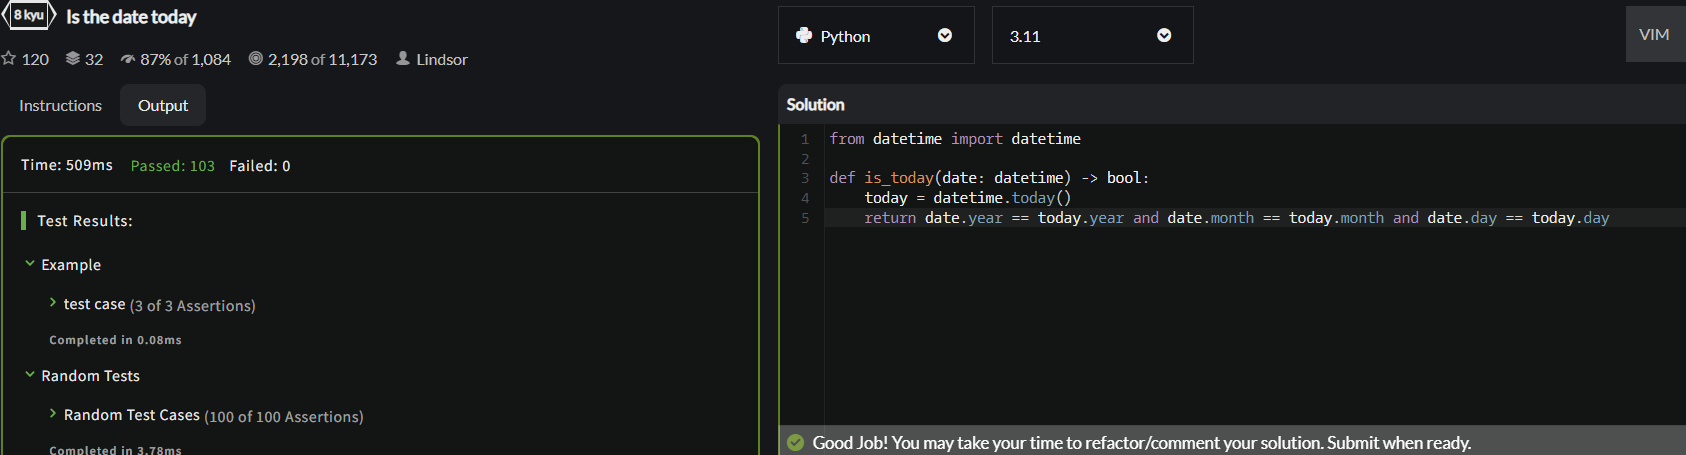 8 kyu Is the date today
120 32 87% of 1,084 2,198 of 11,173 Lindsor
Instructions Output
Time: 509ms Passed: 103 Failed: 0
Test Results:
Example
test case (3 of 3 Assertions)
Completed in 0.08ms
Random Tests
Random Test Cases (100 of 100 Assertions)
Completed in 3.78ms
Python 3.11 VIM
Solution
1 from datetime import datetime
2
3 def is_today(date: datetime) -> bool:
4     today = datetime.today()
5     return date.year == today.year and date.month == today.month and date.day == today.day
Good Job! You may take your time to refactor/comment your solution. Submit when ready.